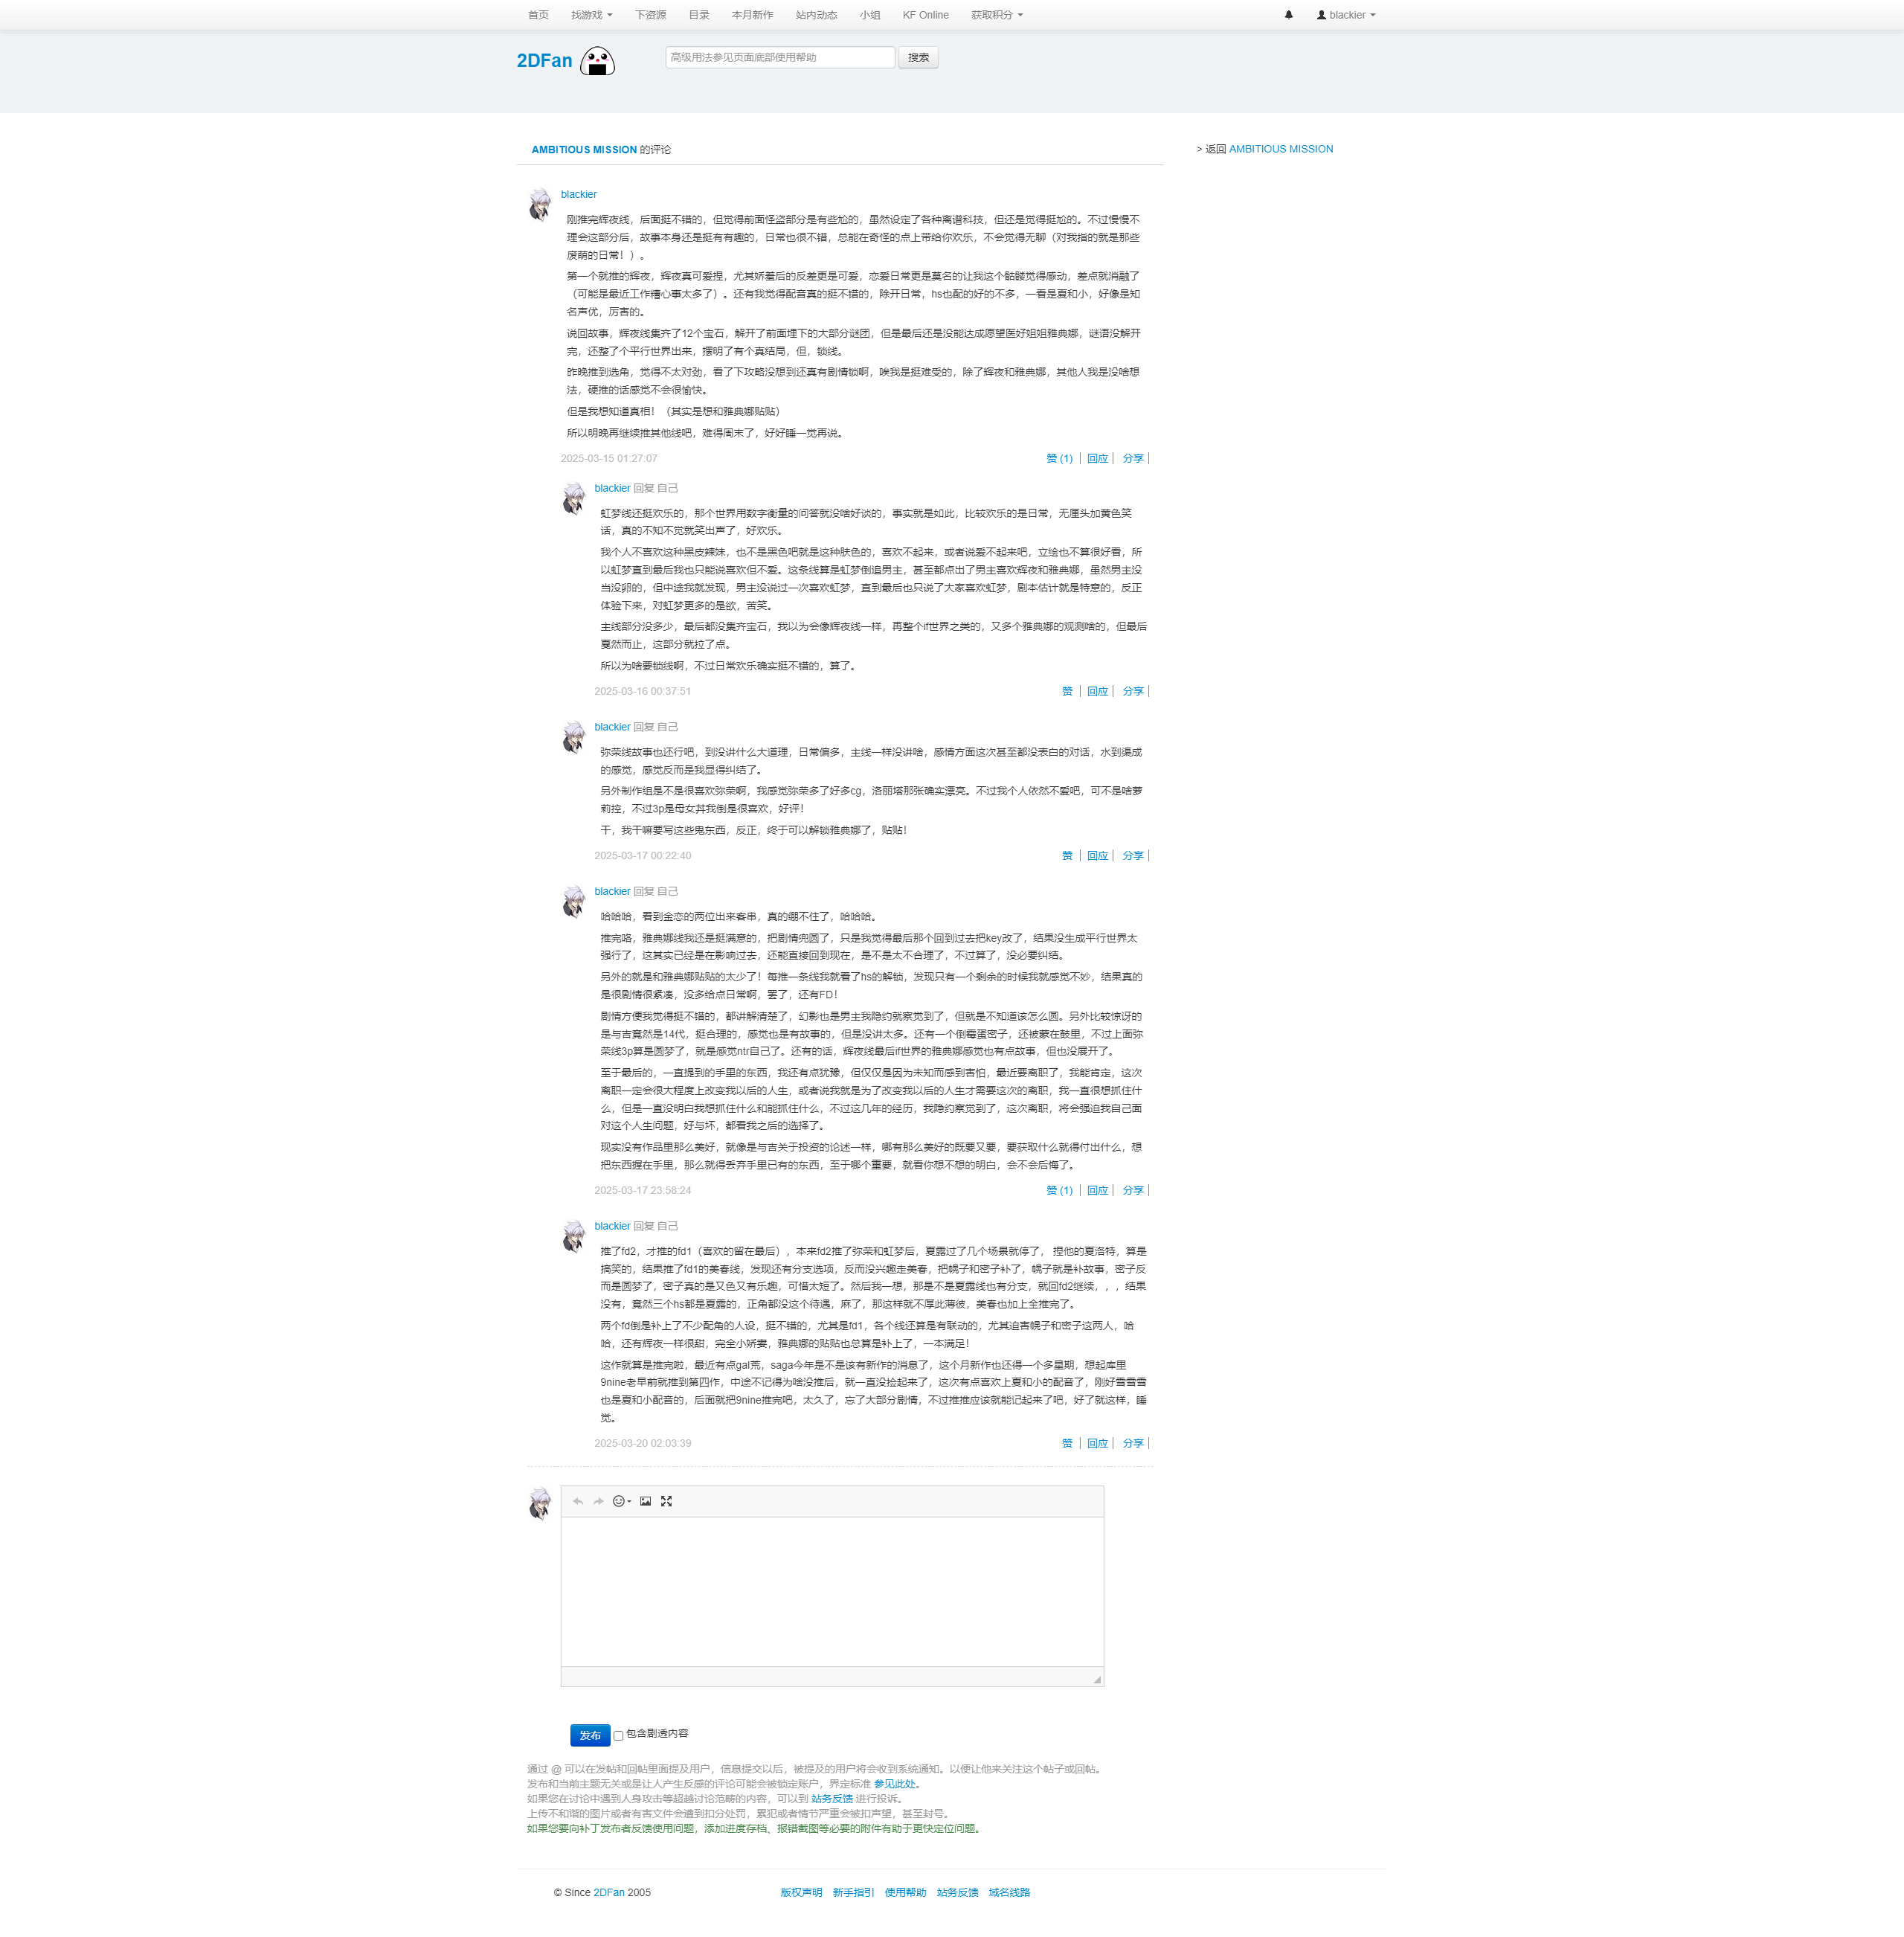 首页 找游戏 下资源 目录 本月新作 站内动态 小组 KF Online 获取积分 blackier
2DFan 高级用法参见页面底部使用帮助 搜索
AMBITIOUS MISSION 的评论
> 返回 AMBITIOUS MISSION
blackier
刚推完辉夜线，后面挺不错的，但觉得前面怪盗部分是有些尬的，虽然设定了各种离谱科技，但还是觉得挺尬的。不过慢慢不
理会这部分后，故事本身还是挺有有趣的，日常也很不错，总能在奇怪的点上带给你欢乐，不会觉得无聊（对我指的就是那些
废萌的日常！）。
第一个就推的辉夜，辉夜真可爱捏，尤其娇羞后的反差更是可爱，恋爱日常更是莫名的让我这个骷髅觉得感动，差点就消融了
（可能是最近工作糟心事太多了）。还有我觉得配音真的挺不错的，除开日常，hs也配的好的不多，一看是夏和小，好像是知
名声优，厉害的。
说回故事，辉夜线集齐了12个宝石，解开了前面埋下的大部分谜团，但是最后还是没能达成愿望医好姐姐雅典娜，谜语没解开
完，还整了个平行世界出来，摆明了有个真结局，但，锁线。
昨晚推到选角，觉得不太对劲，看了下攻略没想到还真有剧情锁啊，唉我是挺难受的，除了辉夜和雅典娜，其他人我是没啥想
法，硬推的话感觉不会很愉快。
但是我想知道真相！（其实是想和雅典娜贴贴）
所以明晚再继续推其他线吧，难得周末了，好好睡一觉再说。
2025-03-15 01:27:07 赞 (1) | 回应 | 分享 |
blackier 回复 自己
虹梦线还挺欢乐的，那个世界用数字衡量的问答就没啥好谈的，事实就是如此，比较欢乐的是日常，无厘头加黄色笑
话，真的不知不觉就笑出声了，好欢乐。
我个人不喜欢这种黑皮辣妹，也不是黑色吧就是这种肤色的，喜欢不起来，或者说爱不起来吧，立绘也不算很好看，所
以虹梦直到最后我也只能说喜欢但不爱。这条线算是虹梦倒追男主，甚至都点出了男主喜欢辉夜和雅典娜，虽然男主没
当没卵的，但中途我就发现，男主没说过一次喜欢虹梦，直到最后也只说了大家喜欢虹梦，剧本估计就是特意的，反正
体验下来，对虹梦更多的是欲，苦笑。
主线部分没多少，最后都没集齐宝石，我以为会像辉夜线一样，再整个if世界之类的，又多个雅典娜的观测啥的，但最后
戛然而止，这部分就拉了点。
所以为啥要锁线啊，不过日常欢乐确实挺不错的，算了。
2025-03-16 00:37:51 赞 | 回应 | 分享 |
blackier 回复 自己
弥荣线故事也还行吧，到没讲什么大道理，日常偏多，主线一样没讲啥，感情方面这次甚至都没表白的对话，水到渠成
的感觉，感觉反而是我显得纠结了。
另外制作组是不是很喜欢弥荣啊，我感觉弥荣多了好多cg，洛丽塔那张确实漂亮。不过我个人依然不爱吧，可不是啥萝
莉控，不过3p是母女丼我倒是很喜欢，好评！
干，我干嘛要写这些鬼东西，反正，终于可以解锁雅典娜了，贴贴！
2025-03-17 00:22:40 赞 | 回应 | 分享 |
blackier 回复 自己
哈哈哈，看到金恋的两位出来客串，真的绷不住了，哈哈哈。
推完咯，雅典娜线我还是挺满意的，把剧情兜圆了，只是我觉得最后那个回到过去把key改了，结果没生成平行世界太
强行了，这其实已经是在影响过去，还能直接回到现在，是不是太不合理了，不过算了，没必要纠结。
另外的就是和雅典娜贴贴的太少了！每推一条线我就看了hs的解锁，发现只有一个剩余的时候我就感觉不妙，结果真的
是很剧情很紧凑，没多给点日常啊，罢了，还有FD！
剧情方便我觉得挺不错的，都讲解清楚了，幻影也是男主我隐约就察觉到了，但就是不知道该怎么圆。另外比较惊讶的
是与吉竟然是14代，挺合理的，感觉也是有故事的，但是没讲太多。还有一个倒霉蛋密子，还被蒙在鼓里，不过上面弥
荣线3p算是圆梦了，就是感觉ntr自己了。还有的话，辉夜线最后if世界的雅典娜感觉也有点故事，但也没展开了。
至于最后的，一直提到的手里的东西，我还有点犹豫，但仅仅是因为未知而感到害怕，最近要离职了，我能肯定，这次
离职一定会很大程度上改变我以后的人生，或者说我就是为了改变我以后的人生才需要这次的离职，我一直很想抓住什
么，但是一直没明白我想抓住什么和能抓住什么，不过这几年的经历，我隐约察觉到了，这次离职，将会强迫我自己面
对这个人生问题，好与坏，都看我之后的选择了。
现实没有作品里那么美好，就像是与吉关于投资的论述一样，哪有那么美好的既要又要，要获取什么就得付出什么，想
把东西握在手里，那么就得丢弃手里已有的东西，至于哪个重要，就看你想不想的明白，会不会后悔了。
2025-03-17 23:58:24 赞 (1) | 回应 | 分享 |
blackier 回复 自己
推了fd2，才推的fd1（喜欢的留在最后），本来fd2推了弥荣和虹梦后，夏露过了几个场景就停了， 捏他的夏洛特，算是
搞笑的，结果推了fd1的美春线，发现还有分支选项，反而没兴趣走美春，把幌子和密子补了，幌子就是补故事，密子反
而是圆梦了，密子真的是又色又有乐趣，可惜太短了。然后我一想，那是不是夏露线也有分支，就回fd2继续，，，结果
没有，竟然三个hs都是夏露的，正角都没这个待遇，麻了，那这样就不厚此薄彼，美春也加上全推完了。
两个fd倒是补上了不少配角的人设，挺不错的，尤其是fd1，各个线还算是有联动的，尤其迫害幌子和密子这两人，哈
哈，还有辉夜一样很甜，完全小娇妻，雅典娜的贴贴也总算是补上了，一本满足！
这作就算是推完啦，最近有点gal荒，saga今年是不是该有新作的消息了，这个月新作也还得一个多星期，想起库里
9nine老早前就推到第四作，中途不记得为啥没推后，就一直没捡起来了，这次有点喜欢上夏和小的配音了，刚好雪雪雪
也是夏和小配音的，后面就把9nine推完吧，太久了，忘了大部分剧情，不过推推应该就能记起来了吧，好了就这样，睡
觉。
2025-03-20 02:03:39 赞 | 回应 | 分享 |
发布 包含剧透内容
通过 @ 可以在发帖和回帖里面提及用户，信息提交以后，被提及的用户将会收到系统通知。以便让他来关注这个帖子或回帖。
发布和当前主题无关或是让人产生反感的评论可能会被锁定账户，界定标准 参见此处。
如果您在讨论中遇到人身攻击等超越讨论范畴的内容，可以到 站务反馈 进行投诉。
上传不和谐的图片或者有害文件会遭到扣分处罚，累犯或者情节严重会被扣声望，甚至封号。
如果您要向补丁发布者反馈使用问题，添加进度存档、报错截图等必要的附件有助于更快定位问题。
© Since 2DFan 2005 版权声明 新手指引 使用帮助 站务反馈 域名线路